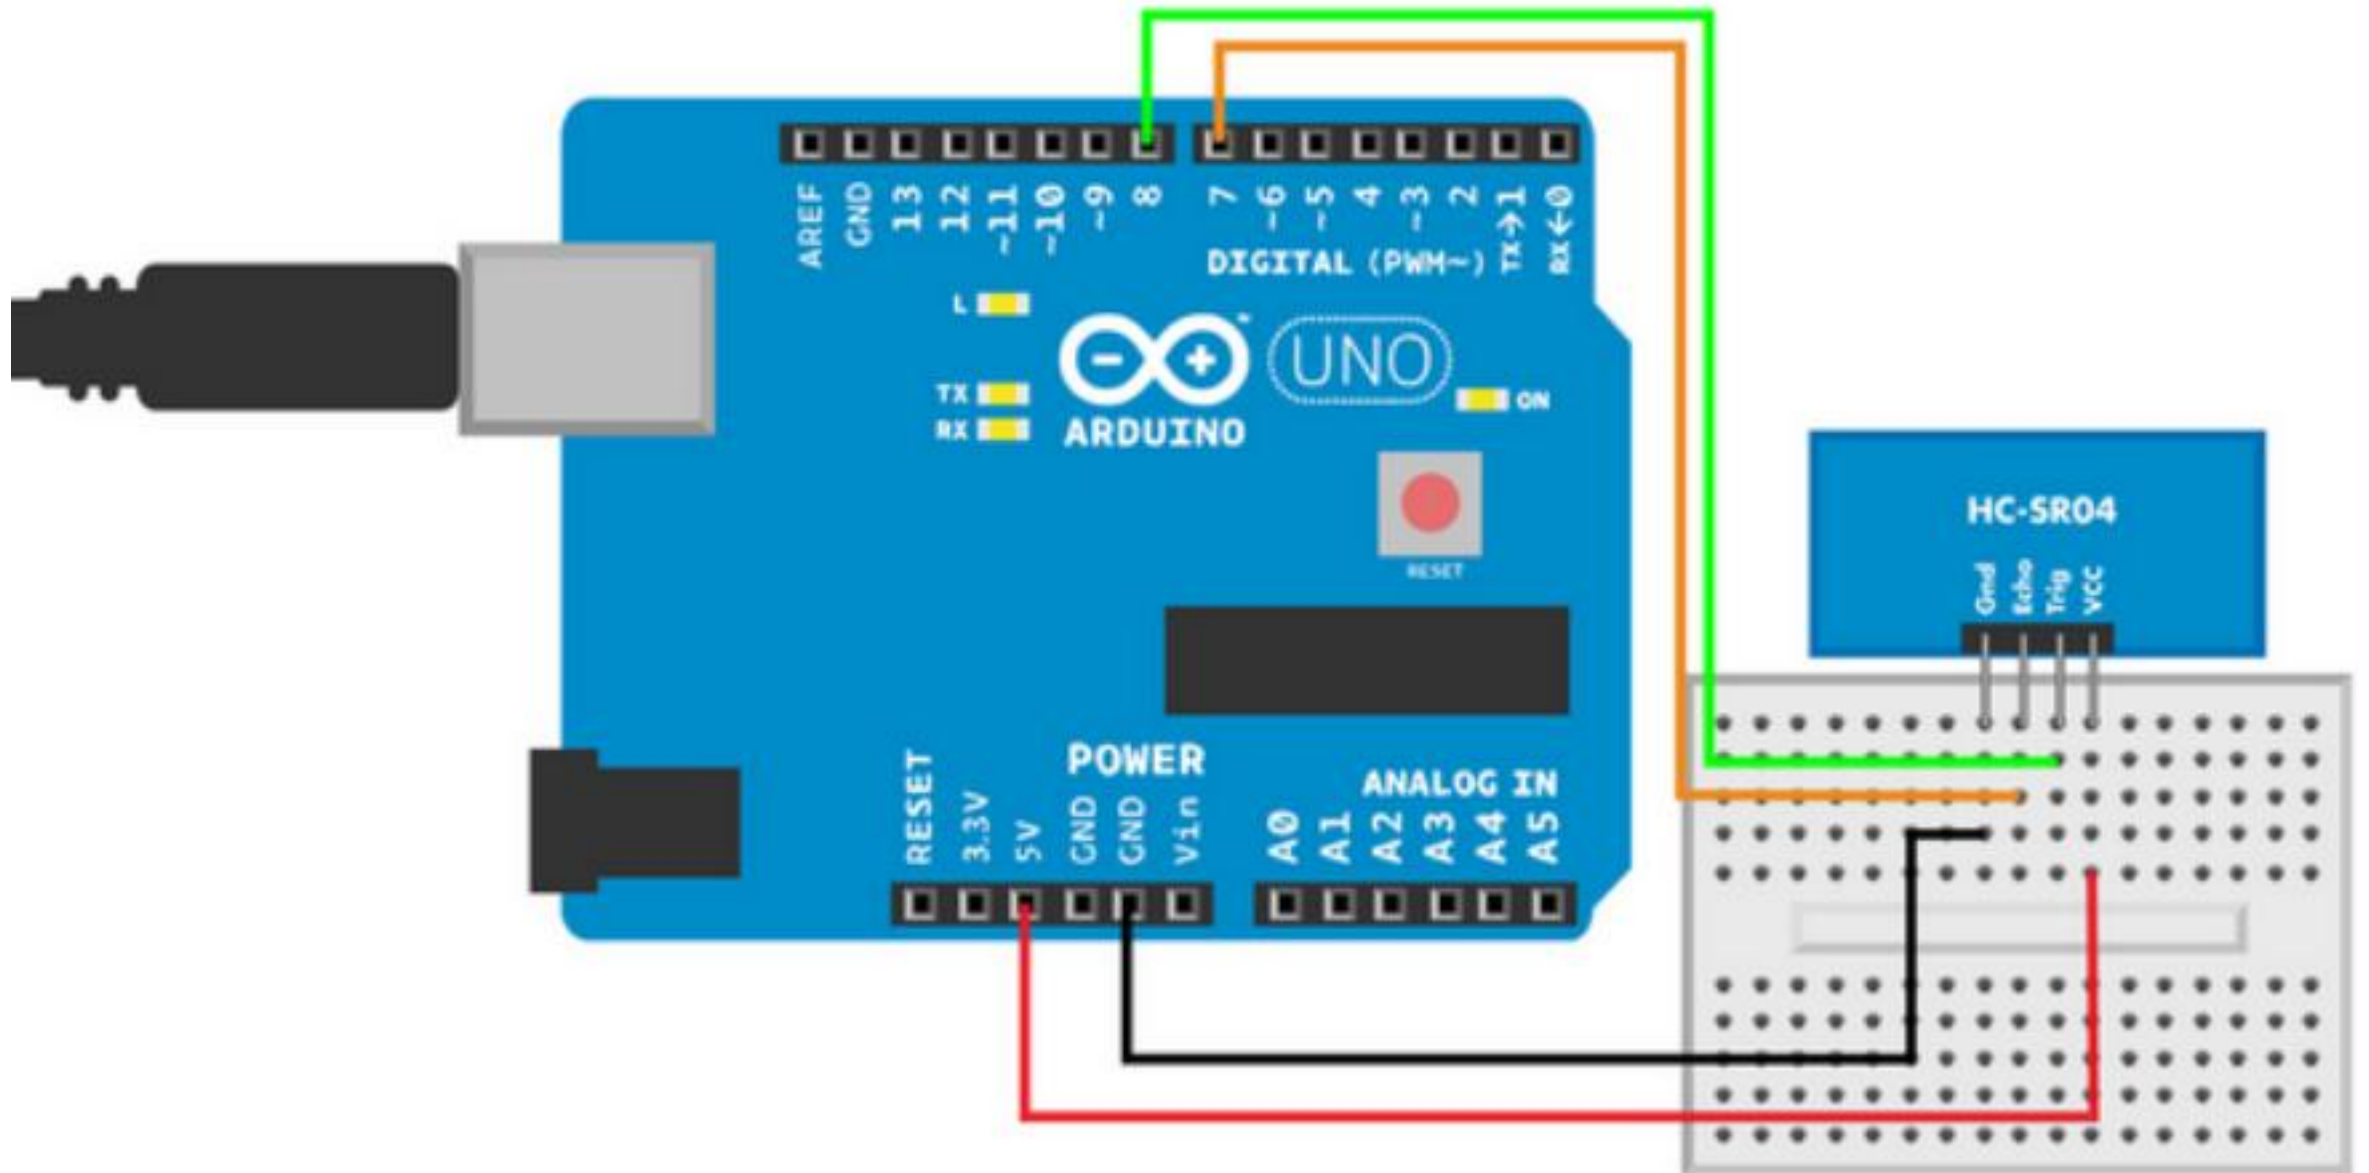 AREF
GND
13
12
~11
~10
~9
8
7
~6
~5
4
~3
2
TX→1
RX←0
DIGITAL (PWM~)
L
TX
RX
ARDUINO
UNO
ON
RESET
HC-SR04
Gnd
Echo
Trig
VCC
POWER
RESET
3.3V
5V
GND
GND
Vin
ANALOG IN
A0
A1
A2
A3
A4
A5